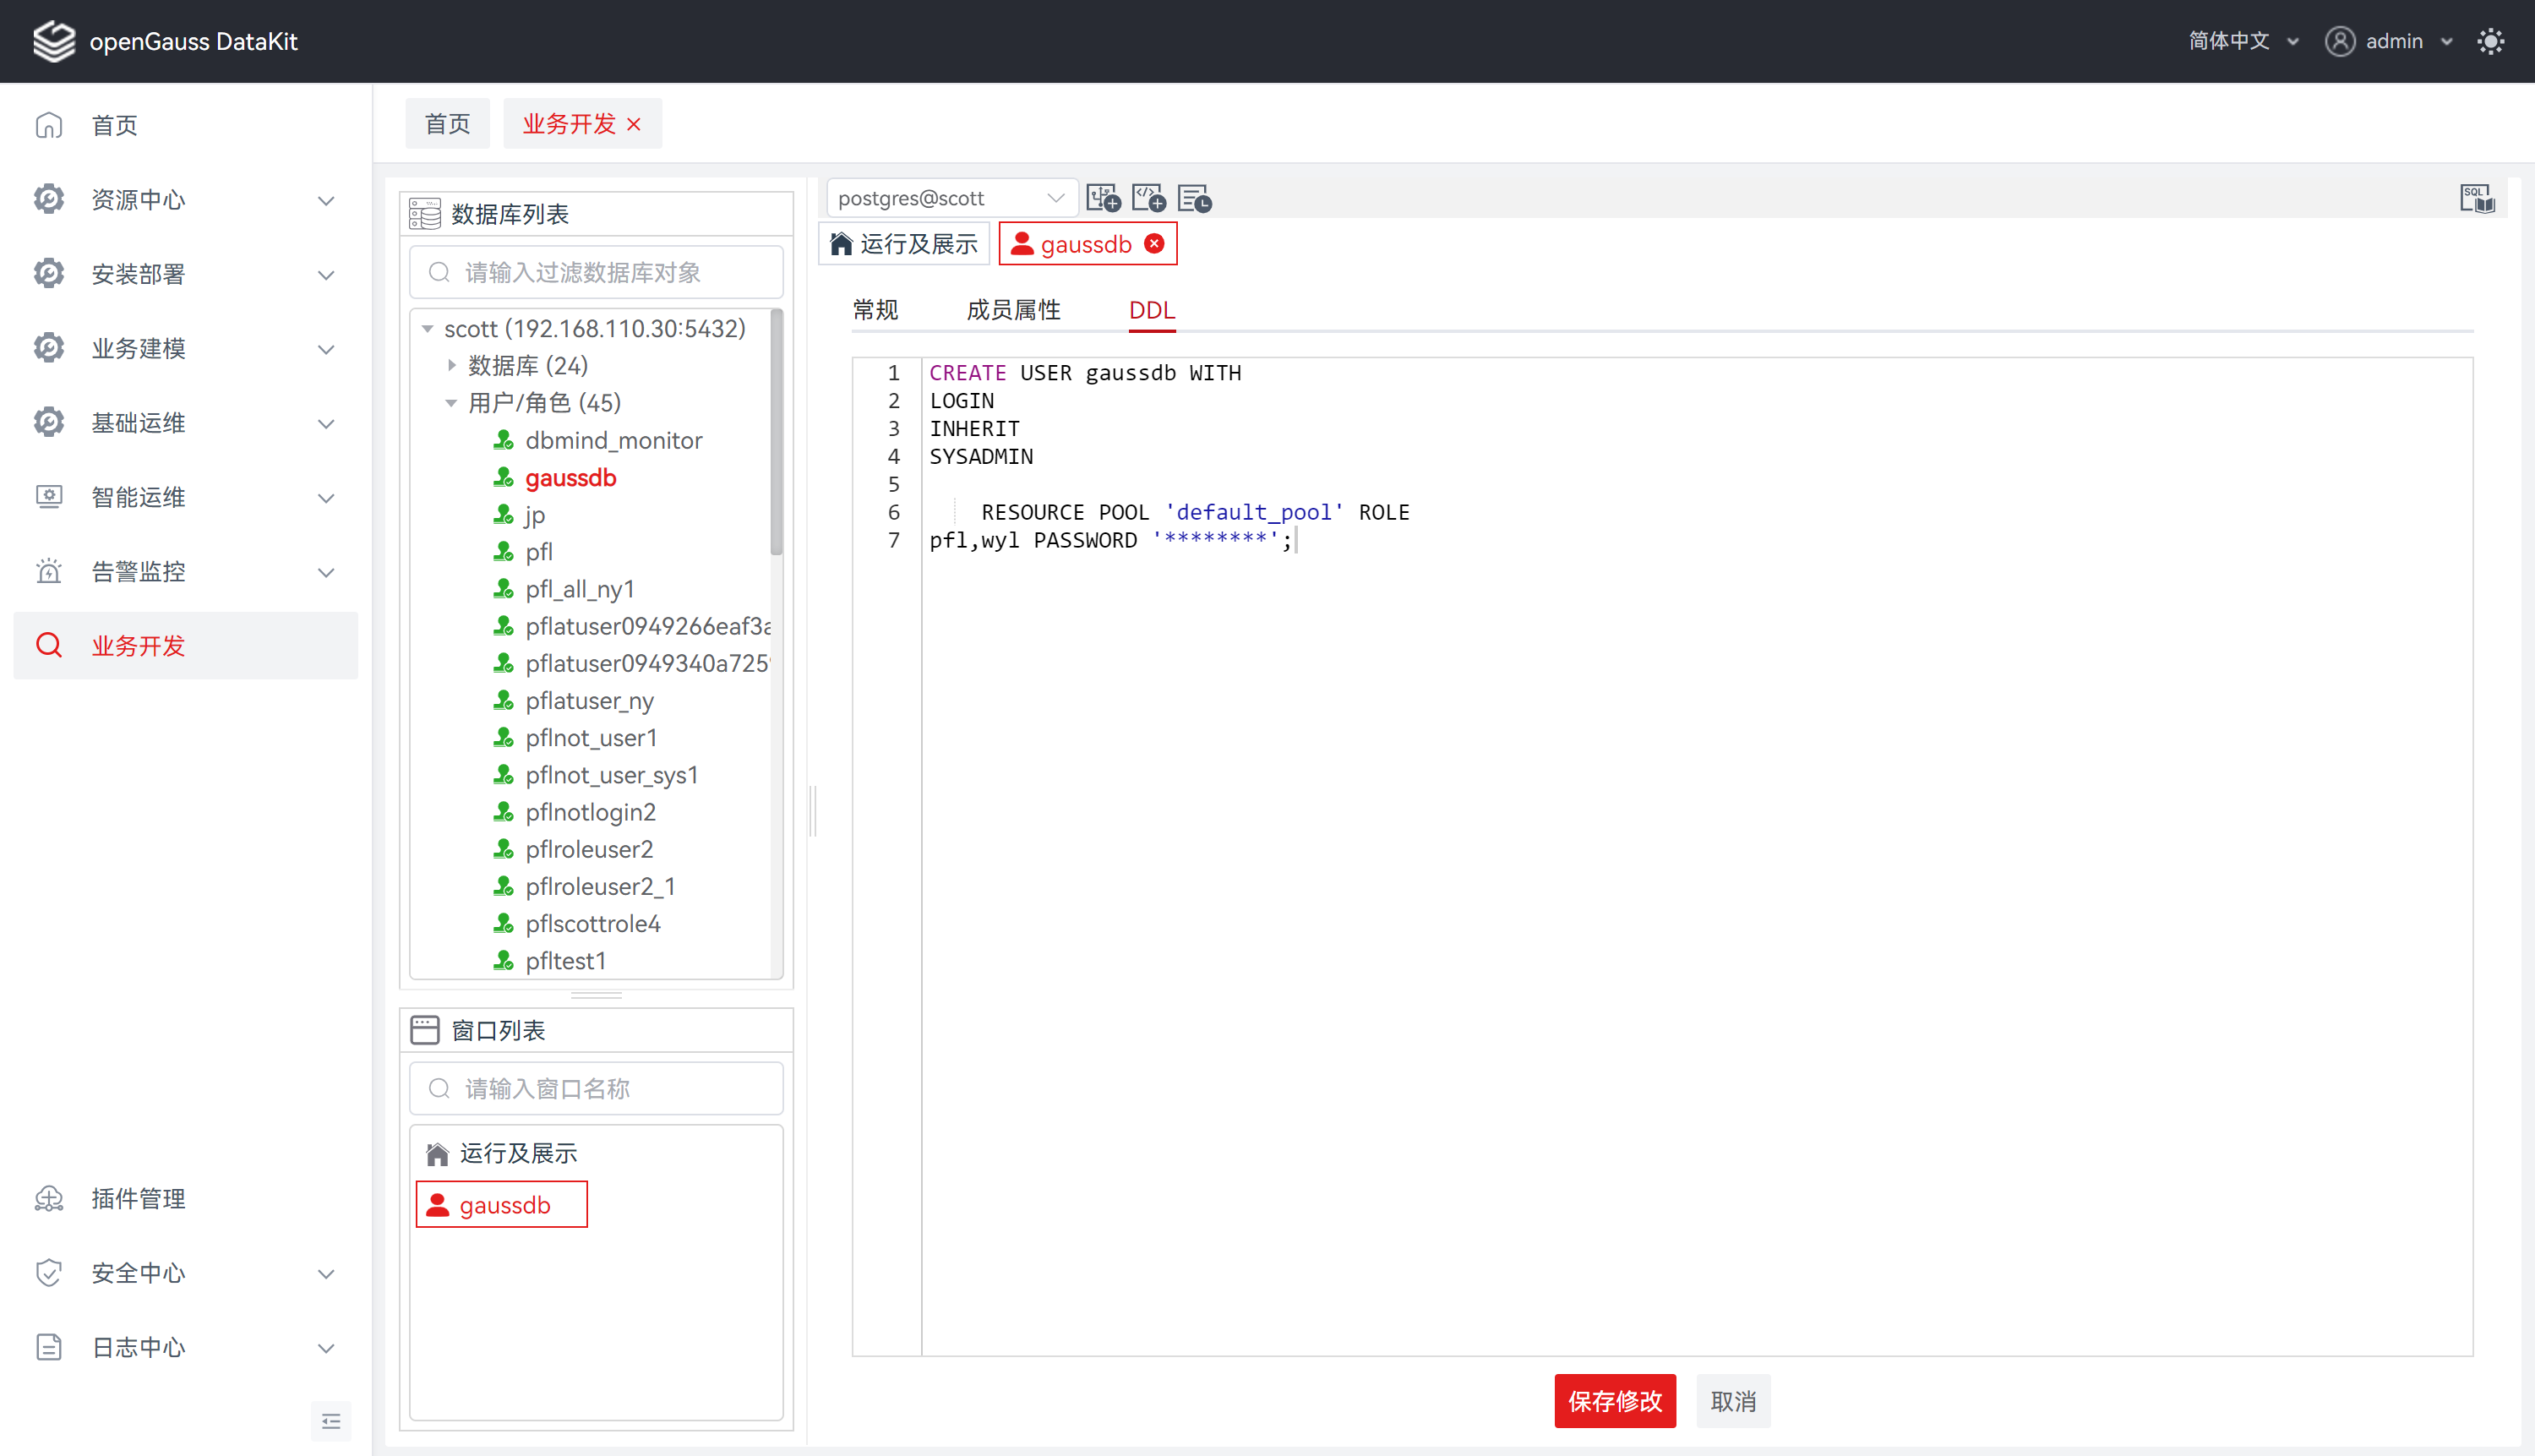 openGauss DataKit
简体中文
admin
首页
资源中心
安装部署
业务建模
基础运维
智能运维
告警监控
业务开发
插件管理
安全中心
日志中心
首页
业务开发
数据库列表
请输入过滤数据库对象
scott (192.168.110.30:5432)
数据库 (24)
用户/角色 (45)
dbmind_monitor
gaussdb
jp
pfl
pfl_all_ny1
pflatuser0949266eaf3a
pflatuser0949340a725
pflatuser_ny
pflnot_user1
pflnot_user_sys1
pflnotlogin2
pflroleuser2
pflroleuser2_1
pflscottrole4
pfltest1
窗口列表
请输入窗口名称
运行及展示
gaussdb
postgres@scott
SQL
运行及展示
gaussdb
常规
成员属性
DDL
1 CREATE USER gaussdb WITH
2 LOGIN
3 INHERIT
4 SYSADMIN
5
6 RESOURCE POOL 'default_pool' ROLE
7 pfl,wyl PASSWORD '********';
保存修改
取消